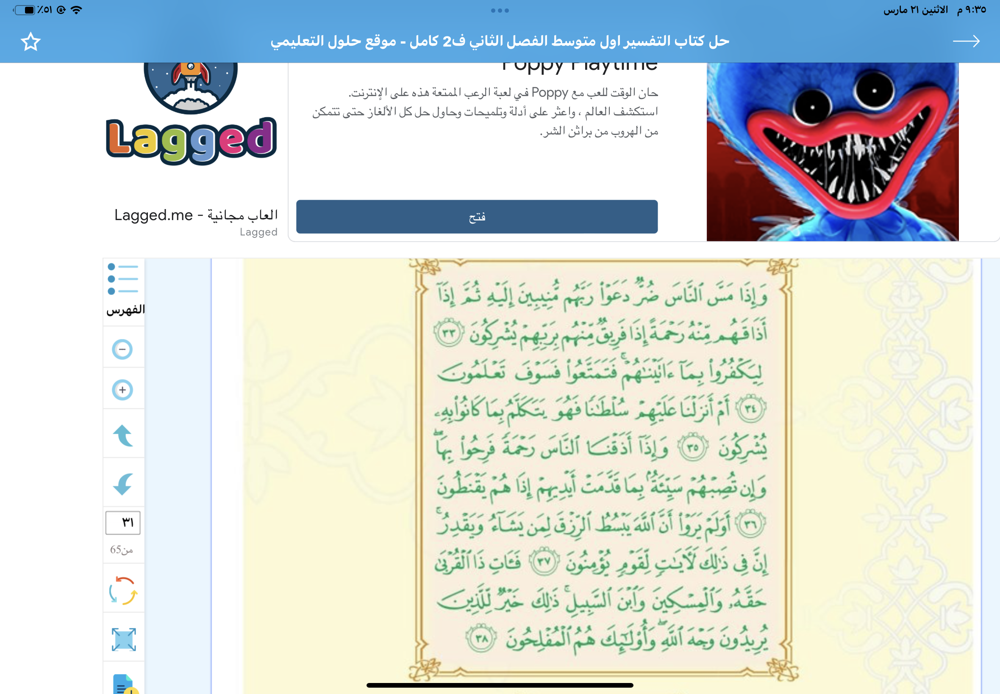 ٩:٣٥ م الاثنين ٢١ مارس
٪٥١
حل كتاب التفسير اول متوسط الفصل الثاني ف2 كامل - موقع حلول التعليمي
Poppy Playtime
حان الوقت للعب مع Poppy في لعبة الرعب الممتعة هذه على الإنترنت.
استكشف العالم ، واعثر على أدلة وتلميحات وحاول حل كل الألغاز حتى تتمكن
من الهروب من براثن الشر.
فتح
Lagged
العاب مجانية - Lagged.me
Lagged
وَإِذَا مَسَّ ٱلنَّاسَ ضُرٌّ دَعَوْا۟ رَبَّهُم مُّنِيبِينَ إِلَيْهِ ثُمَّ إِذَآ
أَذَاقَهُم مِّنْهُ رَحْمَةً إِذَا فَرِيقٌ مِّنْهُم بِرَبِّهِمْ يُشْرِكُونَ ٣٣
لِيَكْفُرُوا۟ بِمَآ ءَاتَيْنَٰهُمْ ۚ فَتَمَتَّعُوا۟ فَسَوْفَ تَعْلَمُونَ
٣٤ أَمْ أَنزَلْنَا عَلَيْهِمْ سُلْطَٰنًا فَهُوَ يَتَكَلَّمُ بِمَا كَانُوا۟ بِهِۦ
يُشْرِكُونَ ٣٥ وَإِذَآ أَذَقْنَا ٱلنَّاسَ رَحْمَةً فَرِحُوا۟ بِهَا ۖ
وَإِن تُصِبْهُمْ سَيِّئَةٌۢ بِمَا قَدَّمَتْ أَيْدِيهِمْ إِذَا هُمْ يَقْنَطُونَ
٣٦ أَوَلَمْ يَرَوْا۟ أَنَّ ٱللَّهَ يَبْسُطُ ٱلرِّزْقَ لِمَن يَشَآءُ وَيَقْدِرُ ۚ
إِنَّ فِى ذَٰلِكَ لَءَايَٰتٍ لِّقَوْمٍ يُؤْمِنُونَ ٣٧ فَـَٔاتِ ذَا ٱلْقُرْبَىٰ
حَقَّهُۥ وَٱلْمِسْكِينَ وَٱبْنَ ٱلسَّبِيلِ ۚ ذَٰلِكَ خَيْرٌ لِّلَّذِينَ
يُرِيدُونَ وَجْهَ ٱللَّهِ ۖ وَأُو۟لَٰٓئِكَ هُمُ ٱلْمُفْلِحُونَ ٣٨
الفهرس
٣١
من65